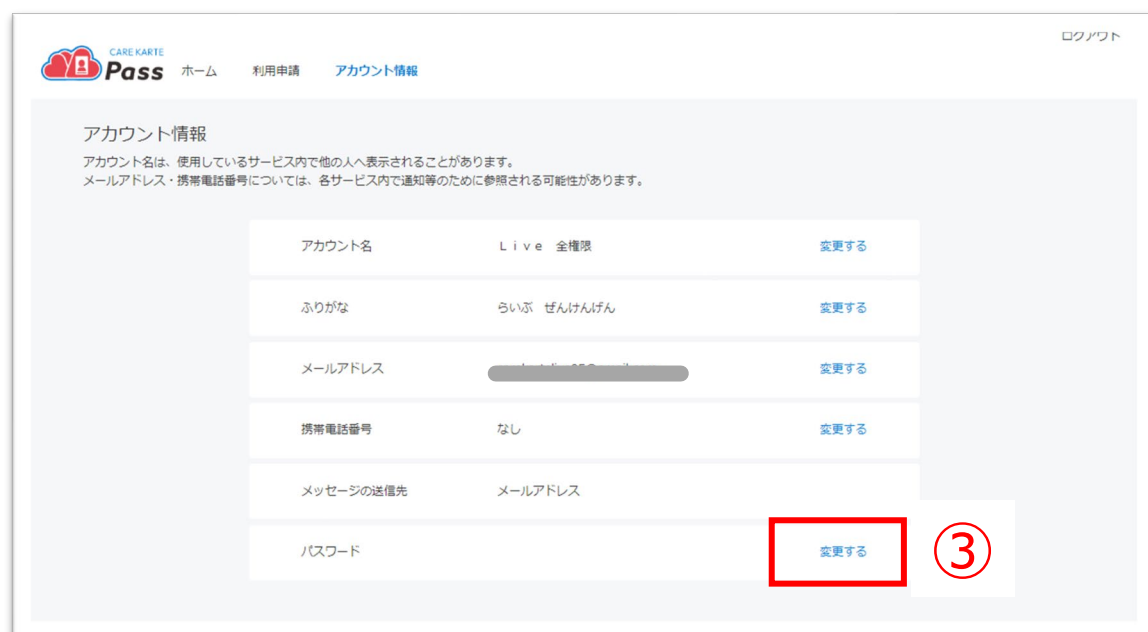 ログアウト
CARE KARTE
Pass
ホーム 利用申請 アカウント情報
アカウント情報
アカウント名は、使用しているサービス内で他の人へ表示されることがあります。
メールアドレス・携帯電話番号については、各サービス内で通知等のために参照される可能性があります。
アカウント名 Ｌｉｖｅ　全権限 変更する
ふりがな らいぶ　ぜんけんげん 変更する
メールアドレス 変更する
携帯電話番号 なし 変更する
メッセージの送信先 メールアドレス
パスワード 変更する
③